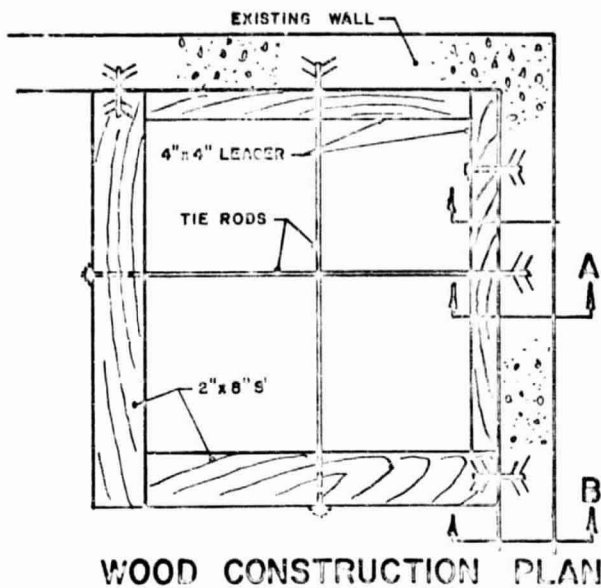 EXISTING WALL
4"x4" LEDGER
TIE RODS
A
2"x8" S'
B
WOOD CONSTRUCTION PLAN